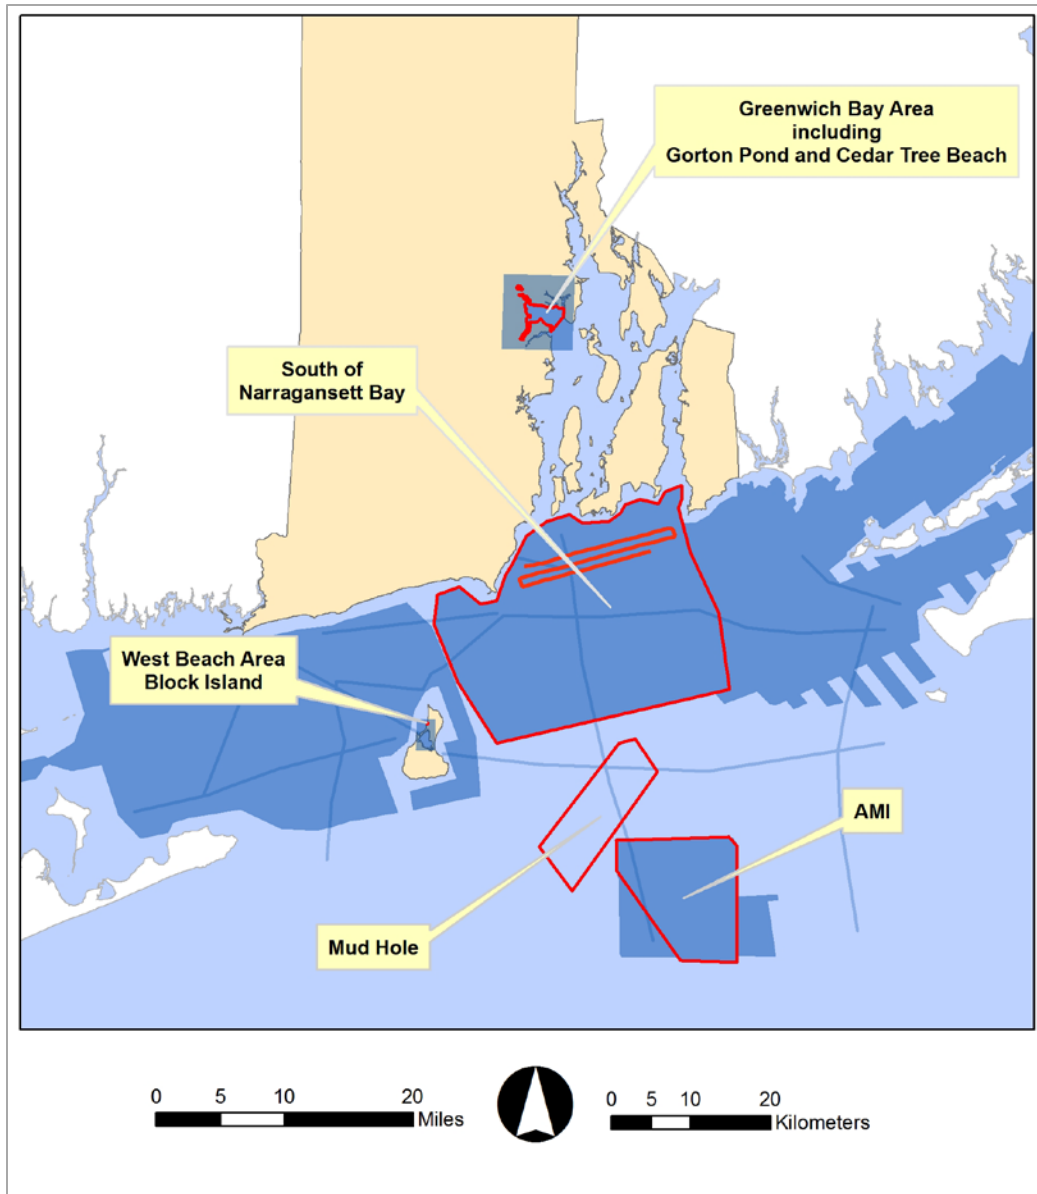 Greenwich Bay Area
including
Gorton Pond and Cedar Tree Beach
South of
Narragansett Bay
West Beach Area
Block Island
AMI
Mud Hole
0 5 10 20
Miles
0 5 10 20
Kilometers